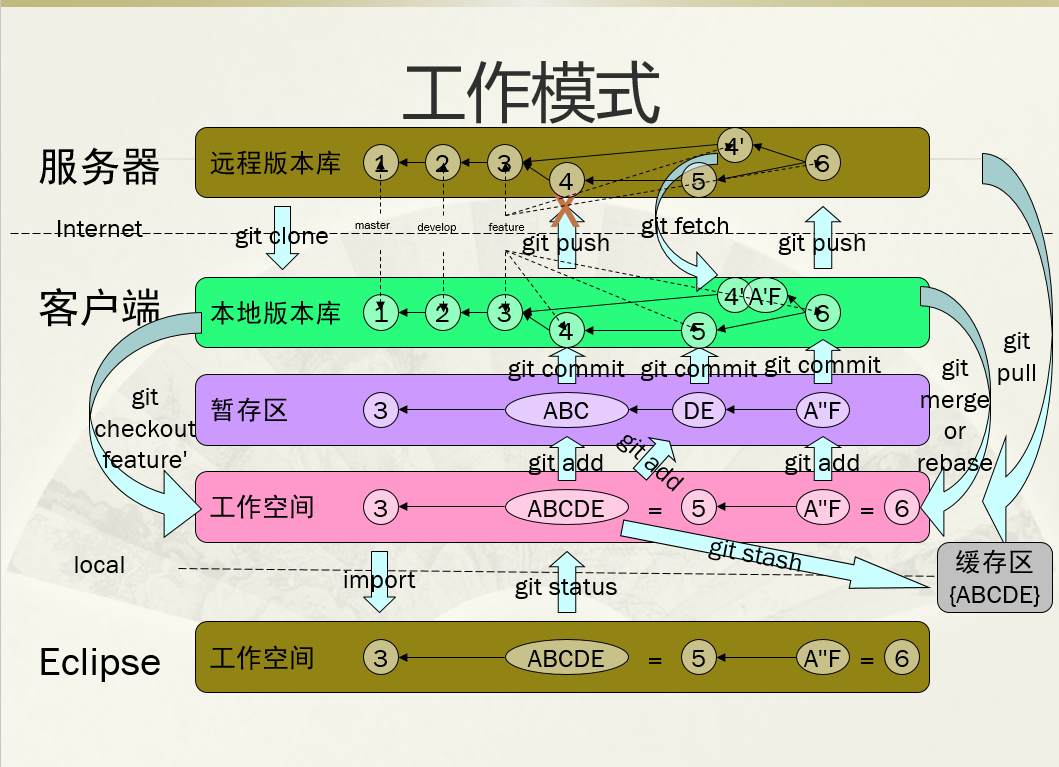 工作模式
服务器
远程版本库
1
2
3
4
5
4'
6
Internet
git clone
master
develop
feature
git push
X
git fetch
git push
客户端
本地版本库
1
2
3
4
5
4'
A'F
6
git commit
git commit
git commit
git
checkout
feature'
git
merge
or
rebase
git
pull
暂存区
3
ABC
DE
A"F
git add
git add
git add
工作空间
3
ABCDE
=
5
A"F
=
6
git stash
缓存区
{ABCDE}
local
import
git status
Eclipse
工作空间
3
ABCDE
=
5
A"F
=
6